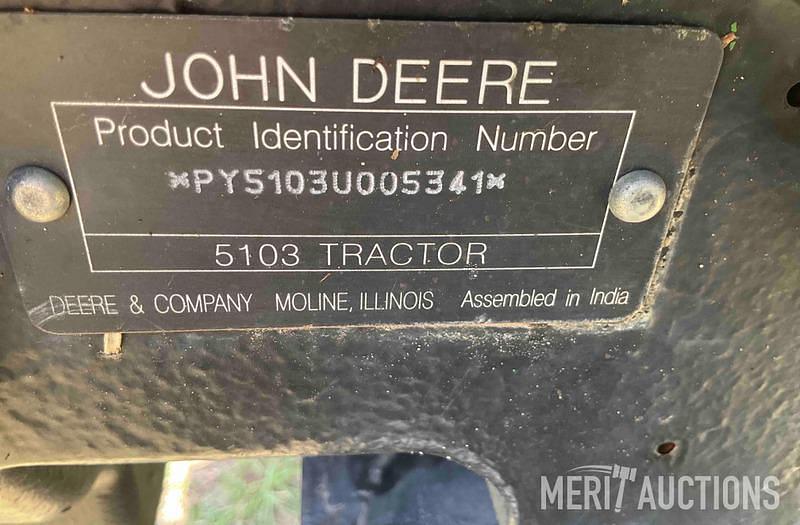 JOHN DEERE
Product Identification Number
*PY5103U005341*
5103 TRACTOR
DEERE & COMPANY MOLINE, ILLINOIS Assembled in India
MERIT AUCTIONS